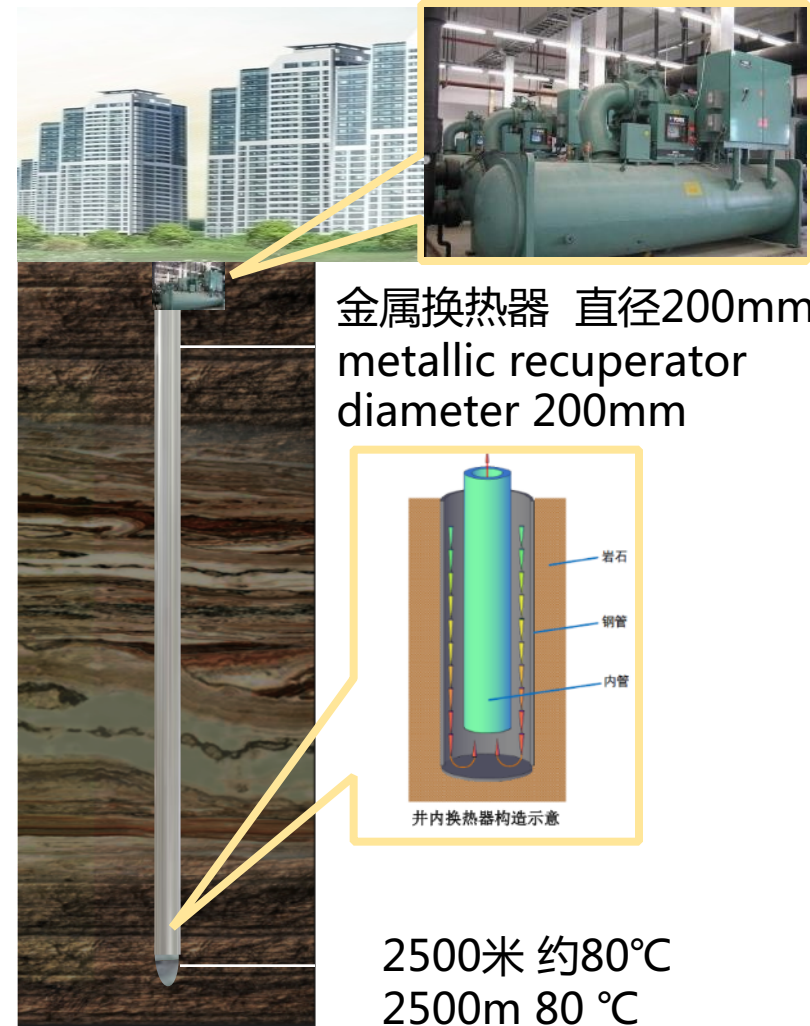 金属换热器 直径200mm
metallic recuperator
diameter 200mm
岩石
钢管
内管
井内换热器构造示意
2500米 约80℃
2500m 80 ℃